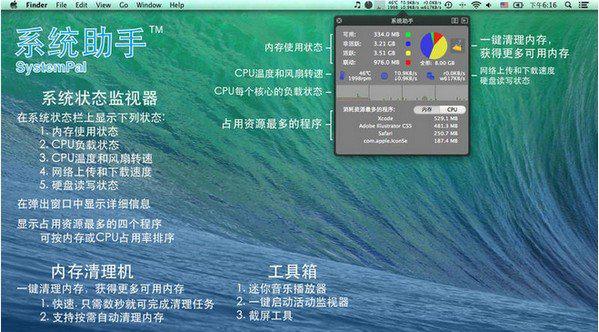 Finder File Edit View Go Window Help
下午6:16
系统助手™
SystemPal
系统状态监视器
在系统状态栏上显示下列状态:
1. 内存使用状态
2. CPU负载状态
3. CPU温度和风扇转速
4. 网络上传和下载速度
5. 硬盘读写状态
在弹出窗口中显示详细信息
显示占用资源最多的四个程序
可按内存或CPU占用率排序
内存使用状态
CPU温度和风扇转速
CPU每个核心的负载状态
占用资源最多的程序
系统助手
可用: 334.0 MB
非活跃: 3.21 GB
活跃: 3.51 GB
联动: 976.0 MB
全部: 8.00 GB
46℃
1998rpm
↑0.9K/s
↓0.9K/s
r0.0K/s
w617K/s
消耗资源最多的程序: 内存 CPU
Xcode 529.1 MB
Adobe Illustrator CS5 481.3 MB
Safari 250.7 MB
com.apple.iconSe 187.4 MB
一键清理内存,
获得更多可用内存
网络上传和下载速度
硬盘读写状态
内存清理机
一键清理内存, 获得更多可用内存
1. 快速. 只需数秒就可完成清理任务
2. 支持按需自动清理内存
工具箱
1. 迷你音乐播放器
2. 一键启动活动监视器
3. 截屏工具